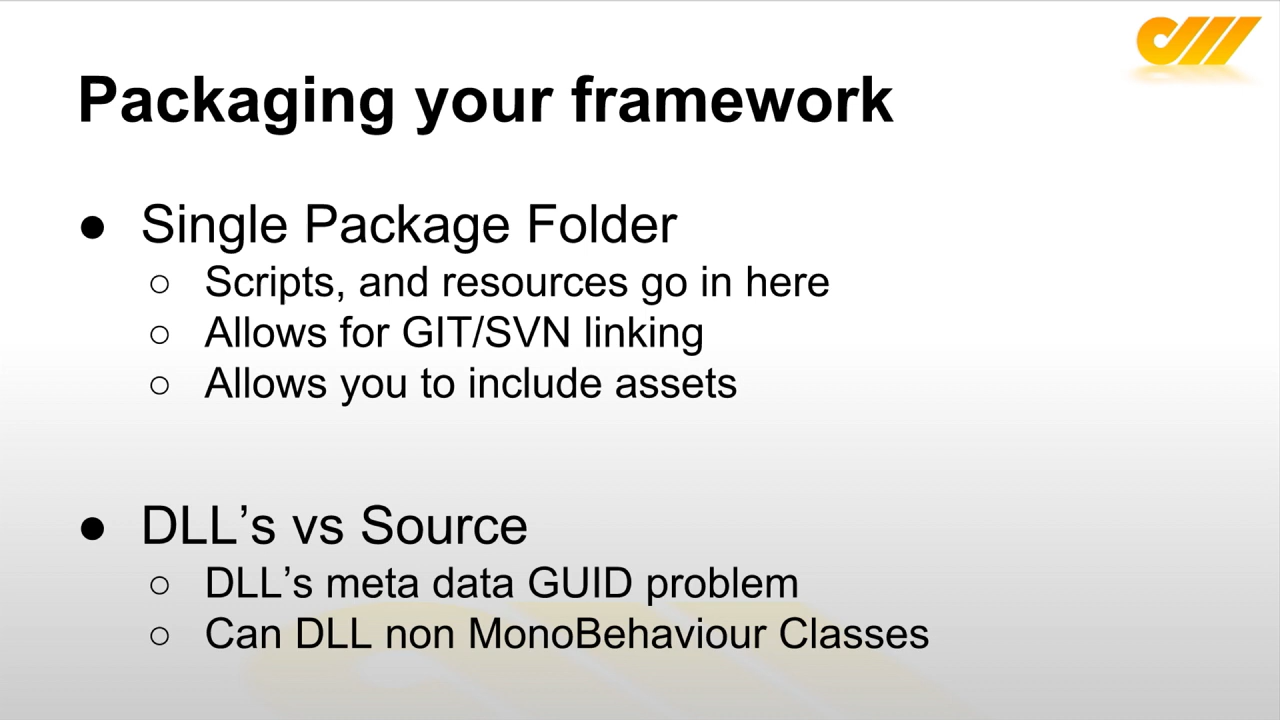 Packaging your framework
● Single Package Folder
○ Scripts, and resources go in here
○ Allows for GIT/SVN linking
○ Allows you to include assets
● DLL’s vs Source
○ DLL’s meta data GUID problem
○ Can DLL non MonoBehaviour Classes